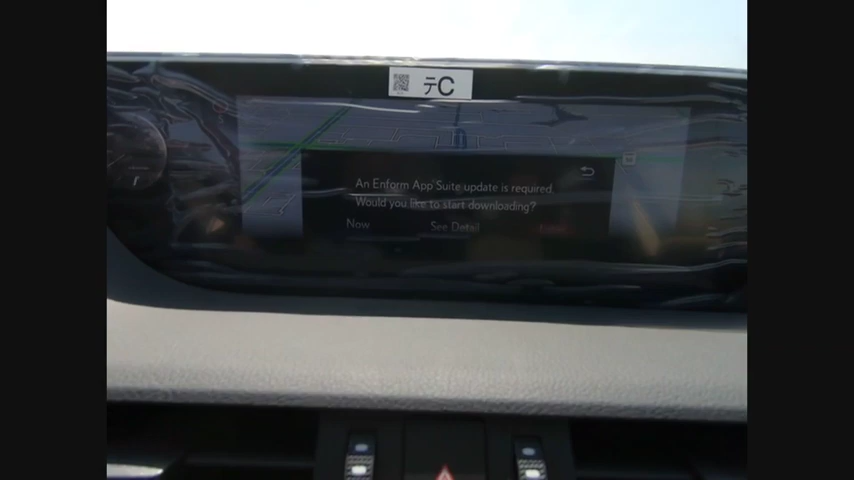 テC
An Enform App Suite update is required.
Would you like to start downloading?
Now
See Detail